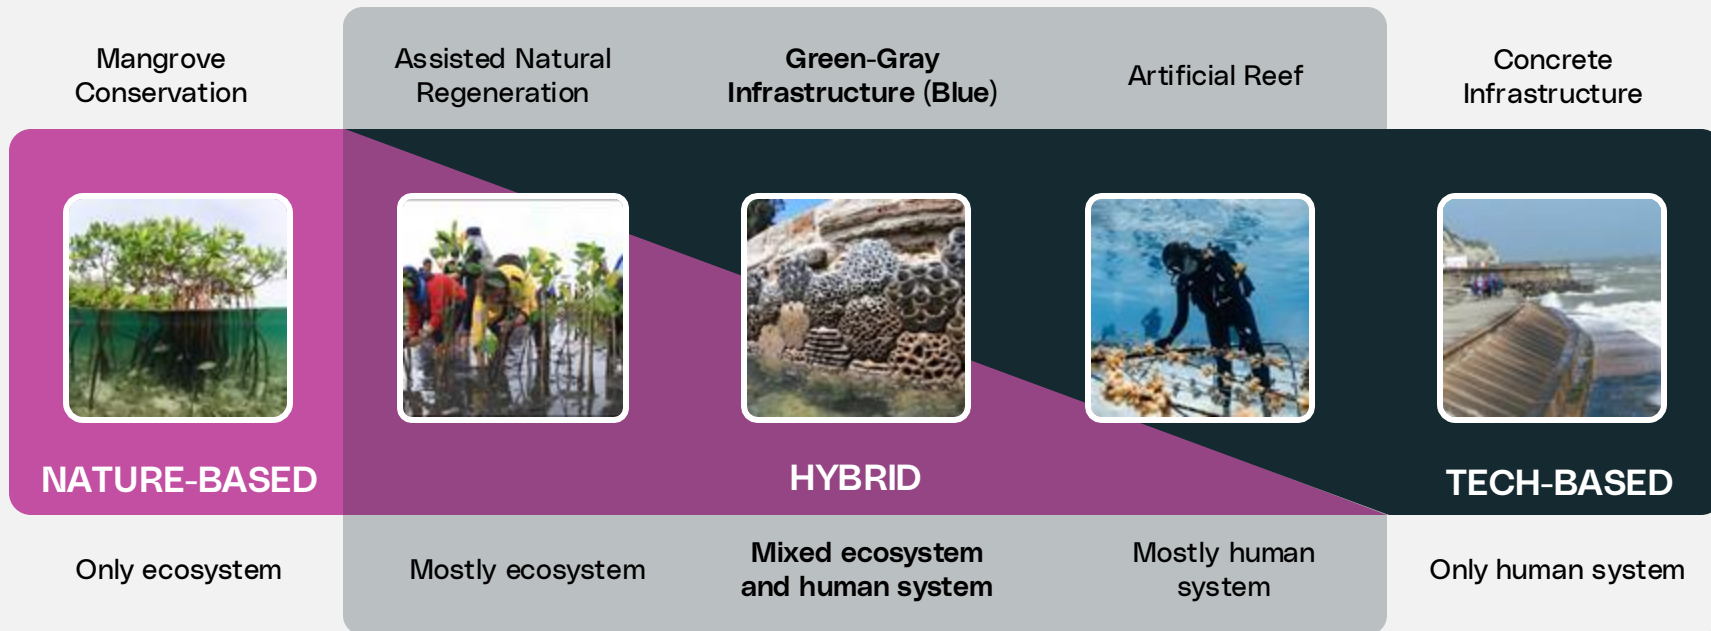 Mangrove
Conservation
Assisted Natural
Regeneration
Green-Gray
Infrastructure (Blue)
Artificial Reef
Concrete
Infrastructure
NATURE-BASED
HYBRID
TECH-BASED
Only ecosystem
Mostly ecosystem
Mixed ecosystem
and human system
Mostly human
system
Only human system